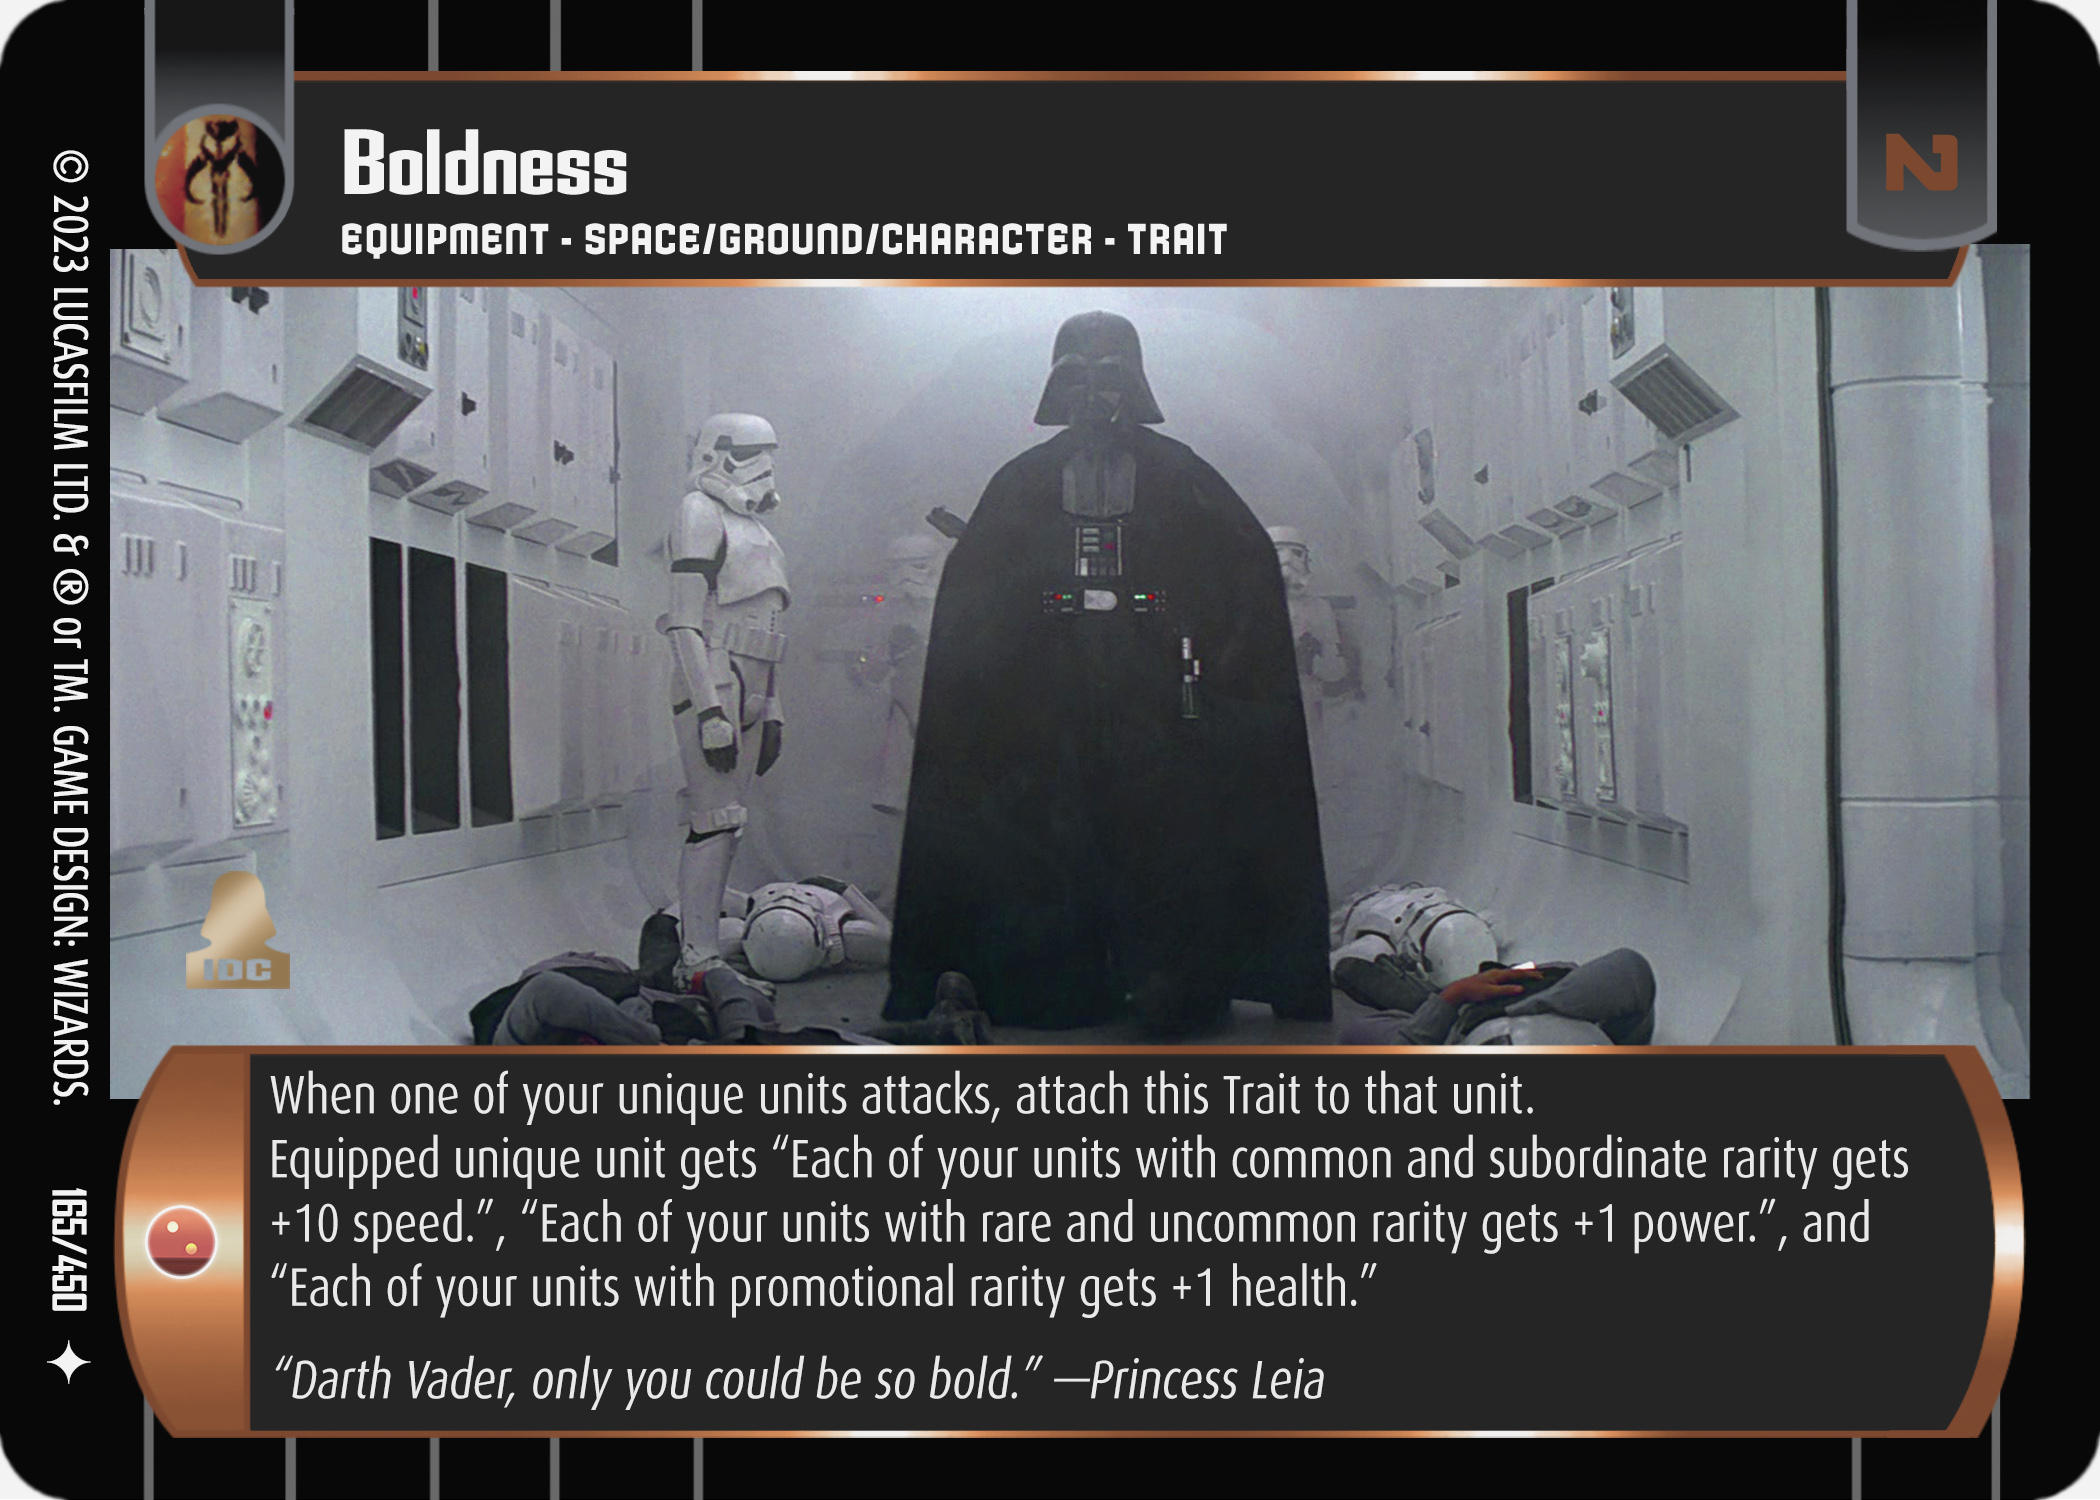 Boldness
2
EQUIPMENT - SPACE/GROUND/CHARACTER - TRAIT
IDC
When one of your unique units attacks, attach this Trait to that unit.
Equipped unique unit gets “Each of your units with common and subordinate rarity gets
+10 speed.”, “Each of your units with rare and uncommon rarity gets +1 power.”, and
“Each of your units with promotional rarity gets +1 health.”
“Darth Vader, only you could be so bold.” —Princess Leia
© 2023 LUCASFILM LTD. & ® or TM. GAME DESIGN: WIZARDS. 165/450